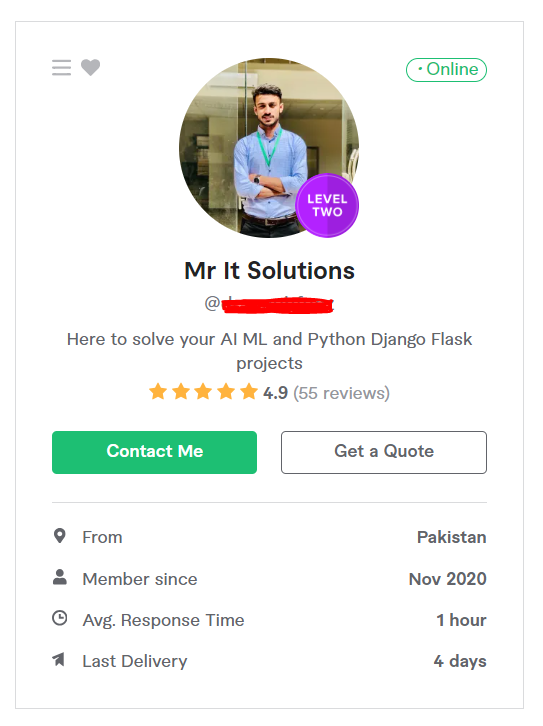 · Online
LEVEL
TWO
Mr It Solutions
@
Here to solve your AI ML and Python Django Flask
projects
4.9 (55 reviews)
Contact Me
Get a Quote
From Pakistan
Member since Nov 2020
Avg. Response Time 1 hour
Last Delivery 4 days